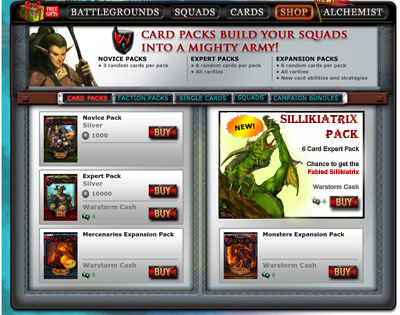 NEW!
FREE GIFTS
BATTLEGROUNDS
SQUADS
CARDS
SHOP
ALCHEMIST
CARD PACKS BUILD YOUR SQUADS
INTO A MIGHTY ARMY!
NOVICE PACKS
• 3 random cards per pack
EXPERT PACKS
• 6 random cards per pack
• All rarities
EXPANSION PACKS
• 6 random cards per pack
• All rarities
• New card abilities and strategies
CARD PACKS
FACTION PACKS
SINGLE CARDS
SQUADS
CAMPAIGN BUNDLES
Novice Pack
Silver
1000
BUY
Expert Pack
Silver
10000
BUY
Warstorm Cash
4
BUY
Mercenaries Expansion Pack
Warstorm Cash
5
BUY
NEW!
SILLIKIATRIX
PACK
6 Card Expert Pack
Chance to get the
Fabled Sillikiatrix
Warstorm Cash
4
BUY
Monsters Expansion Pack
Warstorm Cash
6
BUY